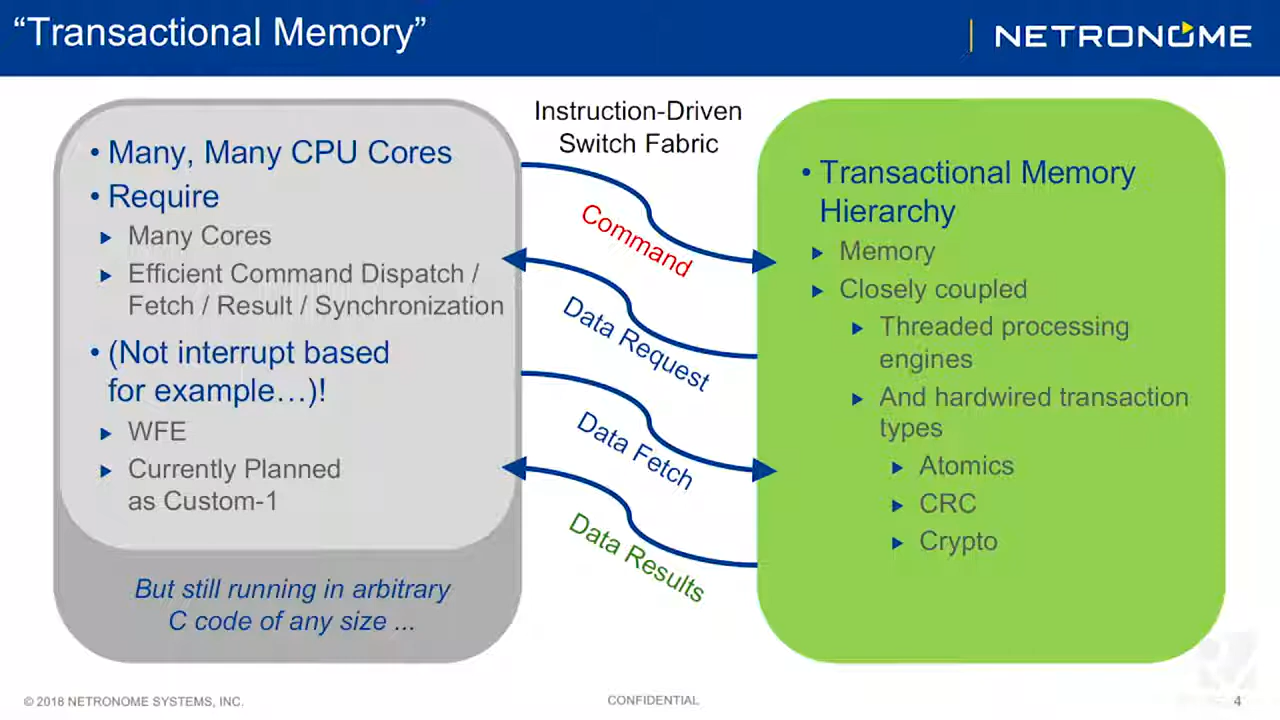 “Transactional Memory”
NETRONOME
• Many, Many CPU Cores
• Require
Many Cores
Efficient Command Dispatch /
Fetch / Result / Synchronization
• (Not interrupt based
for example…)!
WFE
Currently Planned
as Custom-1
But still running in arbitrary
C code of any size ...
Instruction-Driven
Switch Fabric
Command
Data Request
Data Fetch
Data Results
• Transactional Memory
Hierarchy
Memory
Closely coupled
Threaded processing
engines
And hardwired transaction
types
Atomics
CRC
Crypto
© 2018 NETRONOME SYSTEMS, INC.
CONFIDENTIAL
4